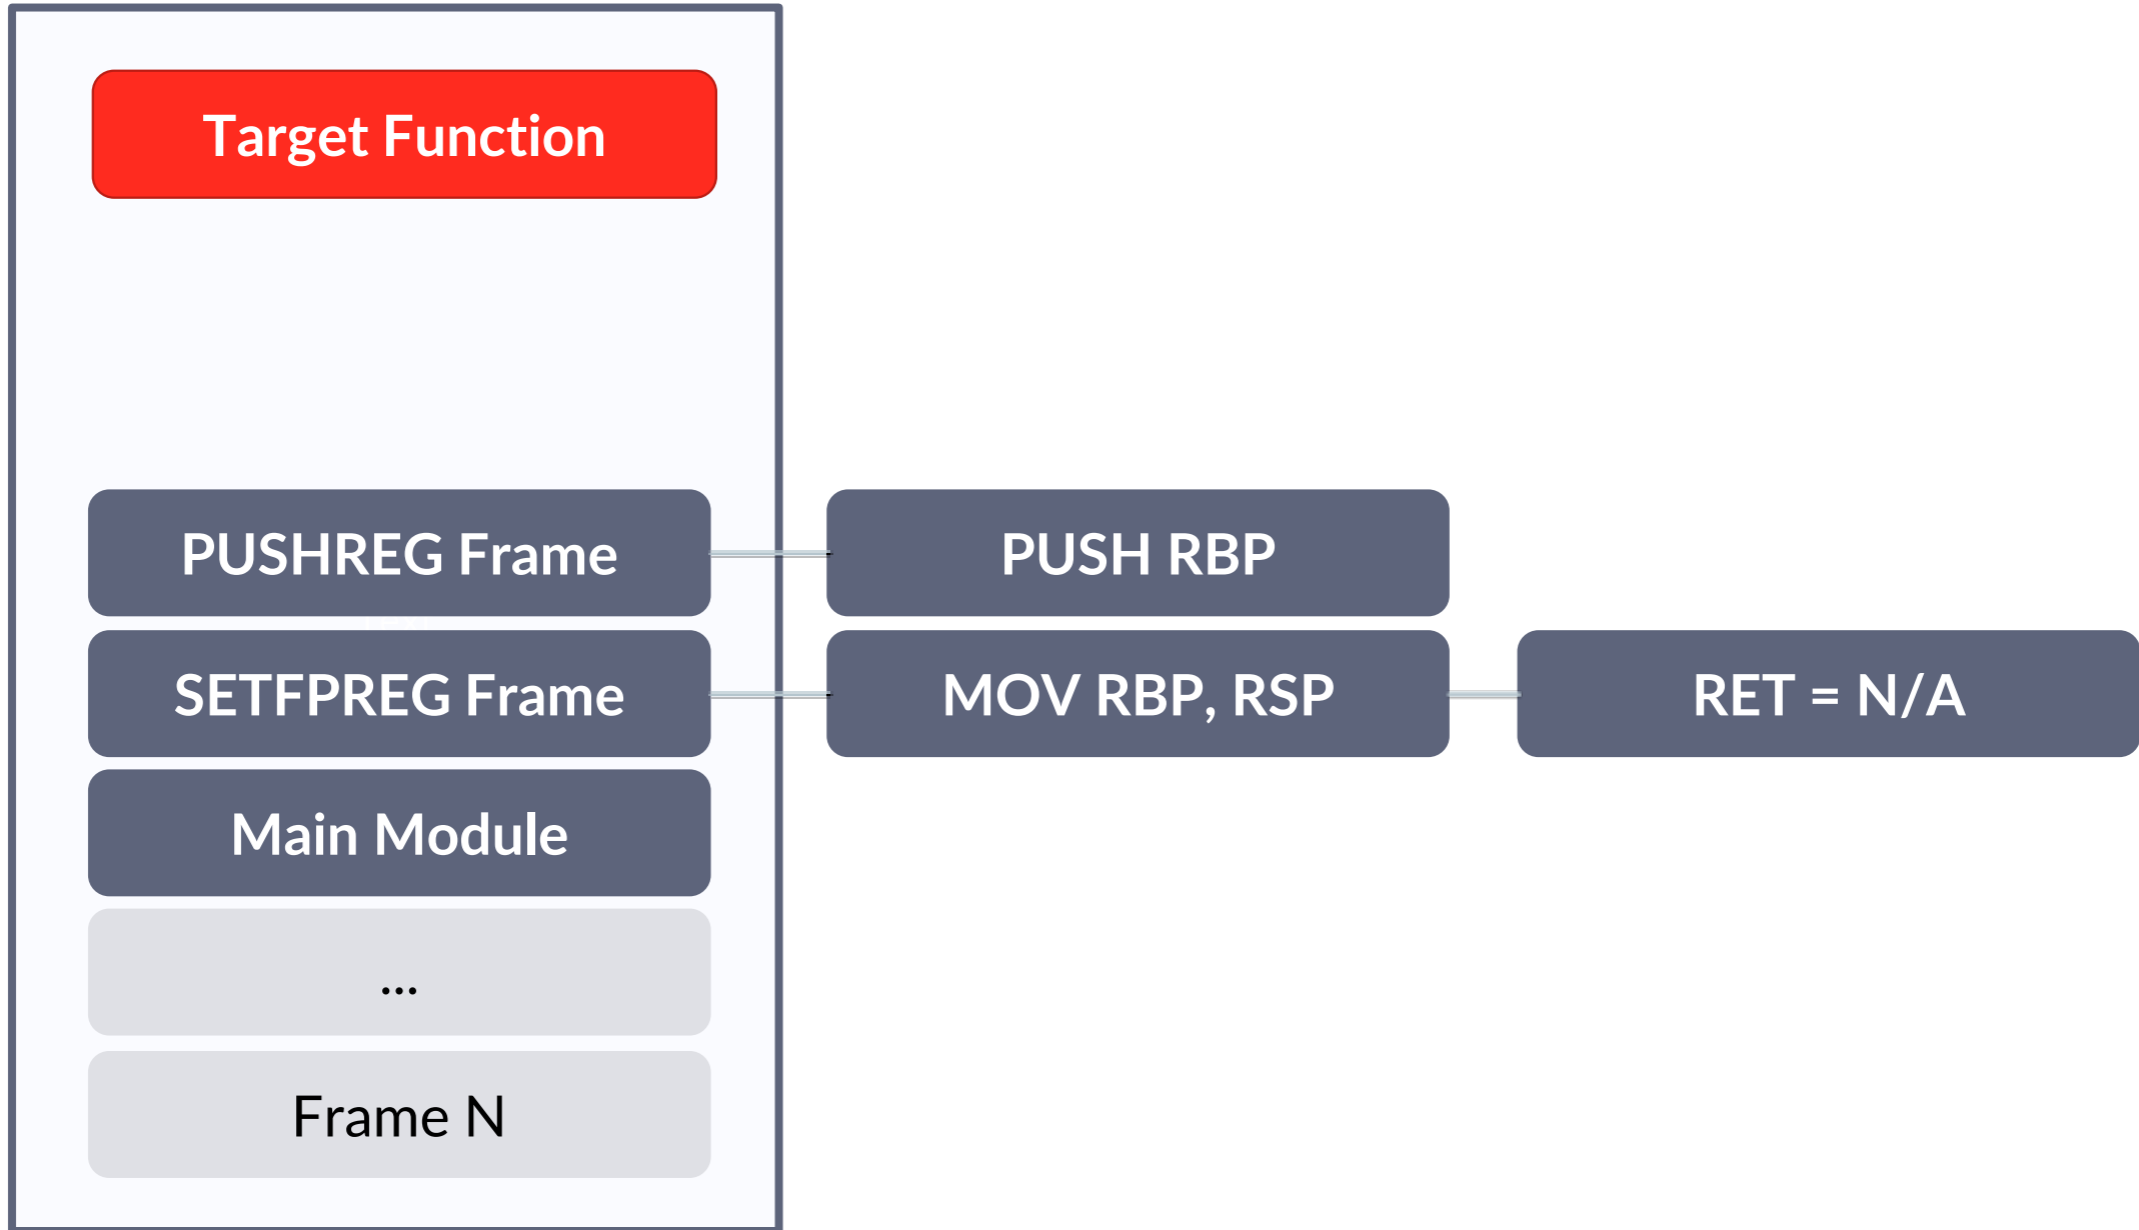 Target Function
PUSHREG Frame
PUSH RBP
SETFPREG Frame
MOV RBP, RSP
RET = N/A
Main Module
...
Frame N